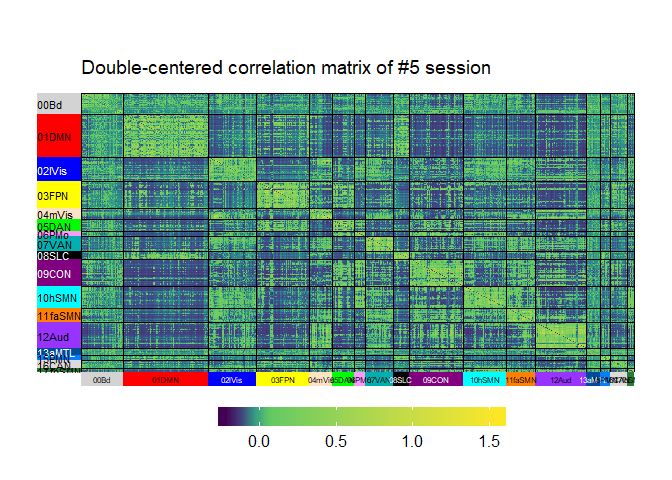 Double-centered correlation matrix of #5 session
00Bd
01DMN
02lVis
03FPN
04mVis
05DAN
06PMo
07VAN
08SLC
09CON
10hSMN
11faSMN
12Aud
13aMTL
00Bd 01DMN 02lVis 03FPN 04mVis 05DAN 07VAN 08SLC 09CON 10hSMN 11faSMN 12Aud
0.0 0.5 1.0 1.5